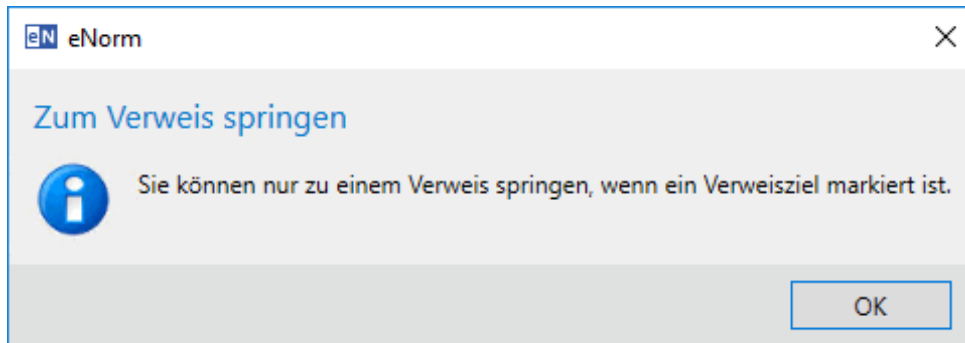 eN eNorm
Zum Verweis springen
Sie können nur zu einem Verweis springen, wenn ein Verweisziel markiert ist.
OK